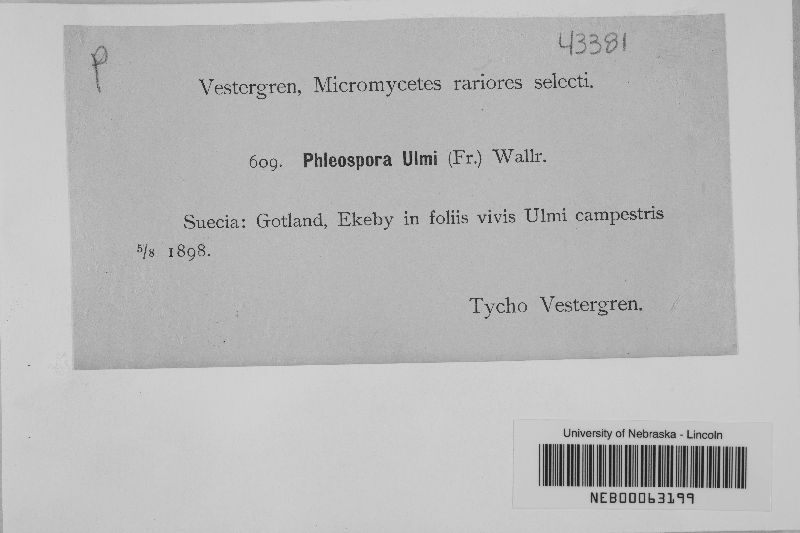 P
43381
Vestergren, Micromycetes rariores selecti.
609. Phleospora Ulmi (Fr.) Wallr.
Suecia: Gotland, Ekeby in foliis vivis Ulmi campestris
5/8 1898.
Tycho Vestergren.
University of Nebraska - Lincoln
NEB00063199